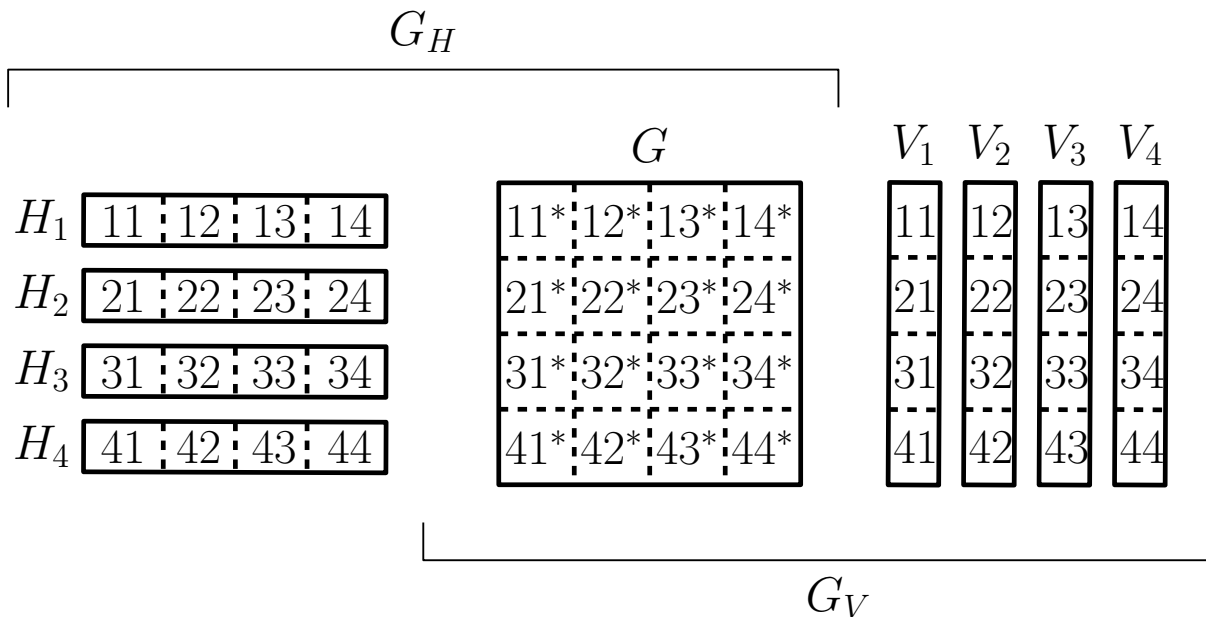 G_H
G V_1 V_2 V_3 V_4
H_1 11 12 13 14 11* 12* 13* 14* 11 12 13 14
H_2 21 22 23 24 21* 22* 23* 24* 21 22 23 24
H_3 31 32 33 34 31* 32* 33* 34* 31 32 33 34
H_4 41 42 43 44 41* 42* 43* 44* 41 42 43 44
G_V